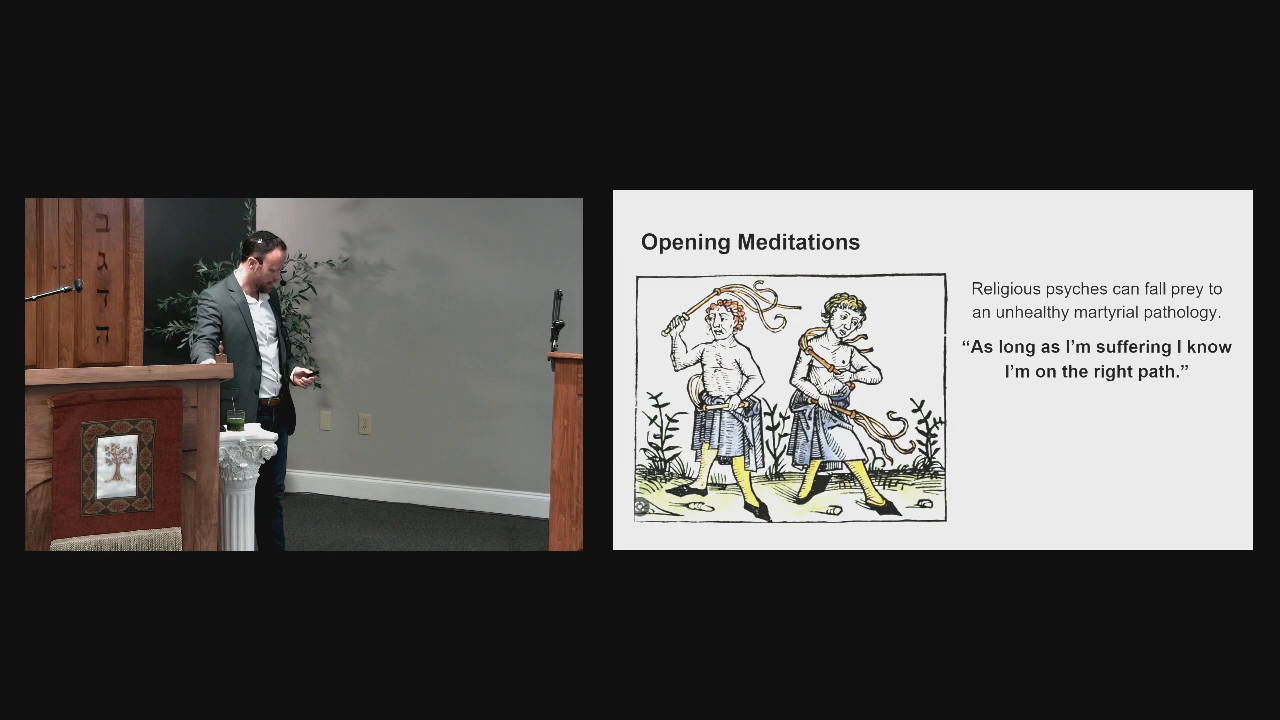 Opening Meditations
Religious psyches can fall prey to
an unhealthy martyrial pathology.
“As long as I’m suffering I know
I’m on the right path.”